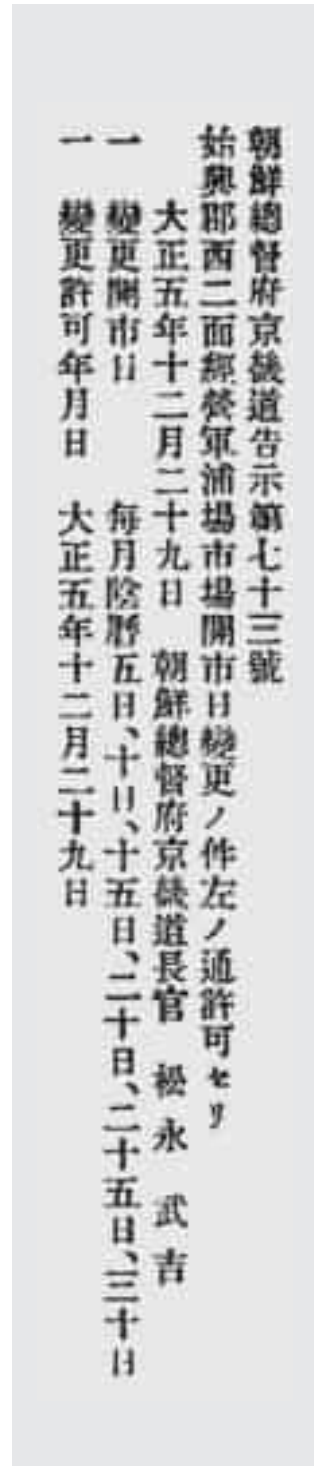 朝鮮總督府京畿道告示第七十三號
始興郡西二面經營軍浦場市場開市日變更ノ件左ノ通許可セリ
大正五年十二月二十九日 朝鮮總督府京畿道長官 松永武吉
一 變更開市日 每月陰曆五日、十日、十五日、二十日、二十五日、三十日
一 變更許可年月日 大正五年十二月二十九日